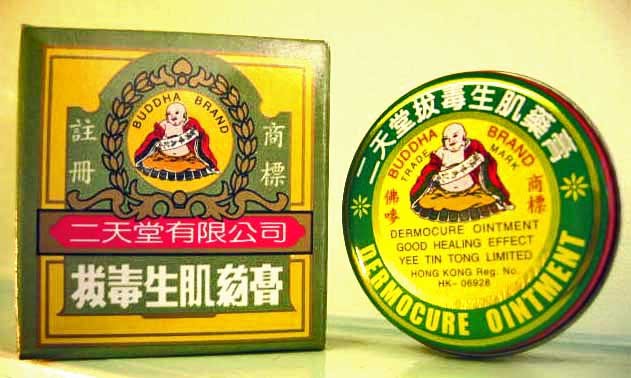 BUDDHA BRAND
註冊
商標
二天堂有限公司
拔毒生肌葯膏
二天堂拔毒生肌藥膏
BUDDHA BRAND
TRADE MARK
佛嘜
商標
DERMOCURE OINTMENT
GOOD HEALING EFFECT
YEE TIN TONG LIMITED
HONG KONG Reg. No.
HK-06928
DERMOCURE OINTMENT